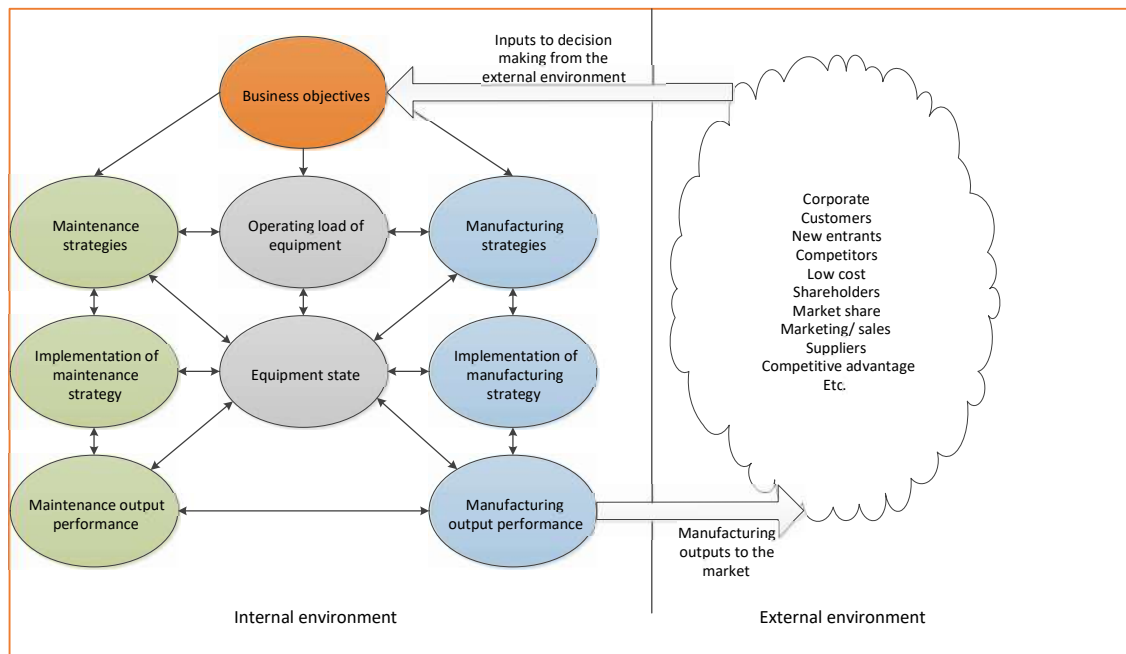 Inputs to decision
making from the
external environment
Business objectives
Maintenance
strategies
Operating load of
equipment
Manufacturing
strategies
Implementation of
maintenance
strategy
Equipment state
Implementation of
manufacturing
strategy
Maintenance output
performance
Manufacturing
output performance
Corporate
Customers
New entrants
Competitors
Low cost
Shareholders
Market share
Marketing/ sales
Suppliers
Competitive advantage
Etc.
Manufacturing
outputs to the
market
Internal environment
External environment